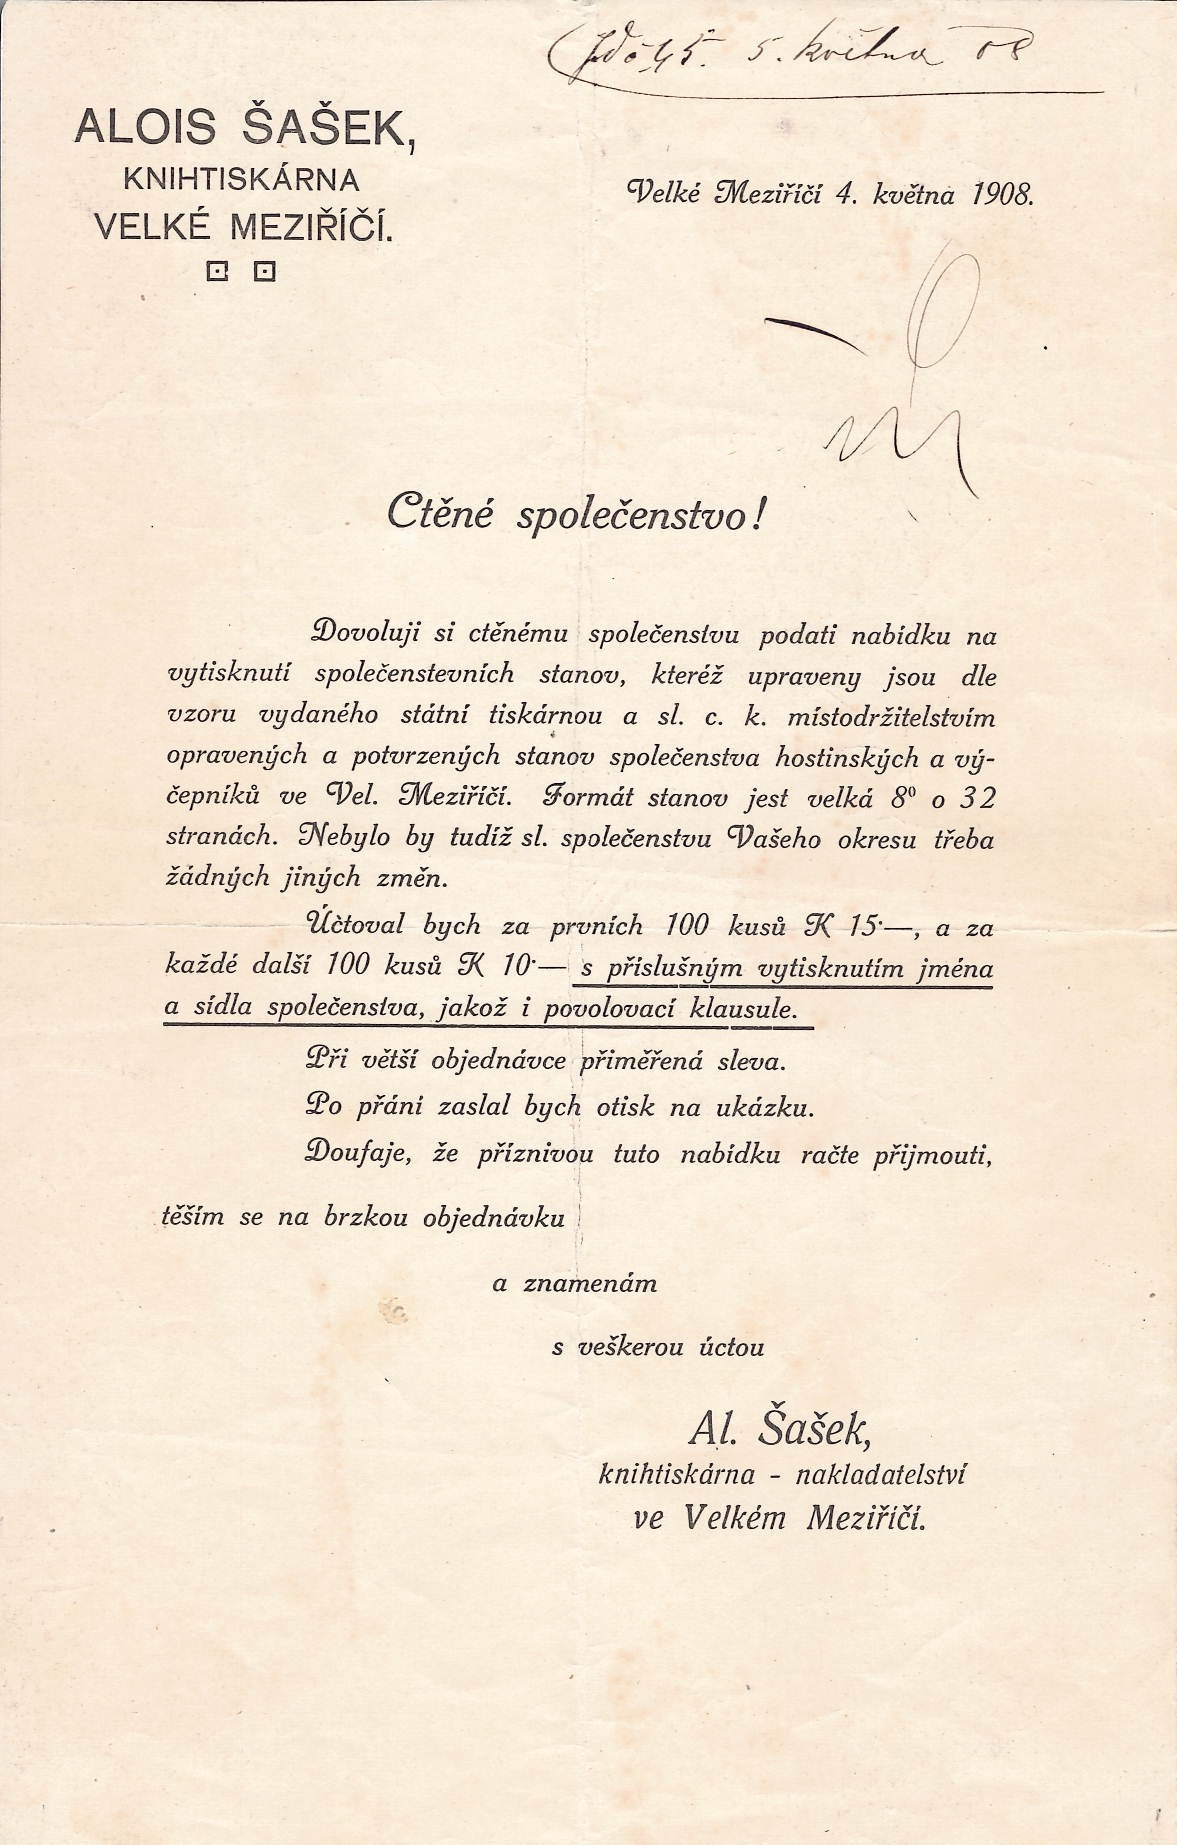 5. května 08
ALOIS ŠAŠEK,
KNIHTISKÁRNA
VELKÉ MEZIŘÍČÍ.
Velké Meziříčí 4. května 1908.
Ctěné společenstvo!
Dovoluji si ctěnému společenstvu podati nabídku na
vytisknutí společenstevních stanov, kteréž upraveny jsou dle
vzoru vydaného státní tiskárnou a sl. c. k. místodržitelstvím
opravených a potvrzených stanov společenstva hostinských a vý-
čepníků ve Vel. Meziříčí. Formát stanov jest velká 8⁰ o 32
stranách. Nebylo by tudíž sl. společenstvu Vašeho okresu třeba
žádných jiných změn.
Účtoval bych za prvních 100 kusů K 15·—, a za
každé další 100 kusů K 10·— s příslušným vytisknutím jména
a sídla společenstva, jakož i povolovací klausule.
Při větší objednávce přiměřená sleva.
Po přání zaslal bych otisk na ukázku.
Doufaje, že příznivou tuto nabídku račte přijmouti,
těším se na brzkou objednávku
a znamenám
s veškerou úctou
Al. Šašek,
knihtiskárna - nakladatelství
ve Velkém Meziříčí.